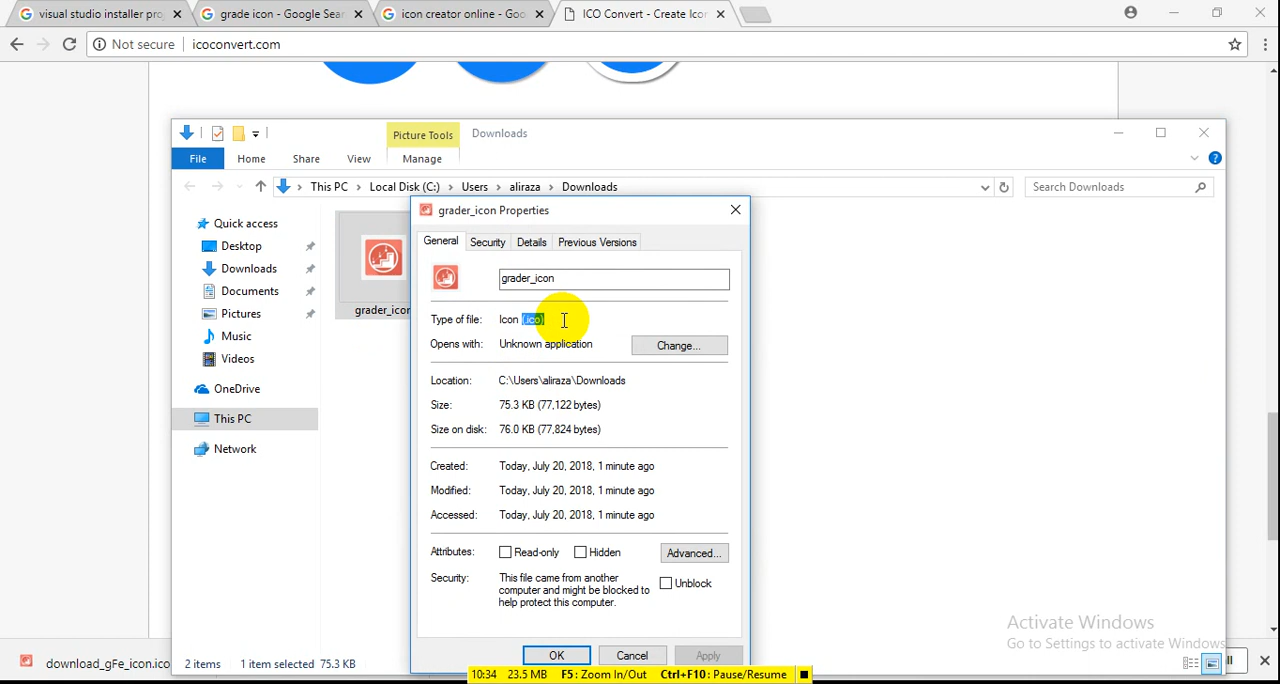 visual studio installer pro
grade icon - Google Sear
icon creator online - Goo
ICO Convert - Create Icon
Not secure
icoconvert.com
Picture Tools
Downloads
File
Home
Share
View
Manage
This PC > Local Disk (C:) > Users > aliraza > Downloads
Search Downloads
Quick access
Desktop
Downloads
Documents
Pictures
Music
Videos
OneDrive
This PC
Network
grader_icon
grader_icon Properties
General
Security
Details
Previous Versions
grader_icon
Type of file: Icon (.ico)
Opens with: Unknown application
Change...
Location: C:\Users\aliraza\Downloads
Size: 75.3 KB (77,122 bytes)
Size on disk: 76.0 KB (77,824 bytes)
Created: Today, July 20, 2018, 1 minute ago
Modified: Today, July 20, 2018, 1 minute ago
Accessed: Today, July 20, 2018, 1 minute ago
Attributes: Read-only Hidden
Advanced...
Security: This file came from another
computer and might be blocked to
help protect this computer.
Unblock
OK
Cancel
Apply
2 items
1 item selected 75.3 KB
Activate Windows
Go to Settings to activate Windows
download_gFe_icon.ico
10:34 23.5 MB F5: Zoom In/Out Ctrl+F10: Pause/Resume